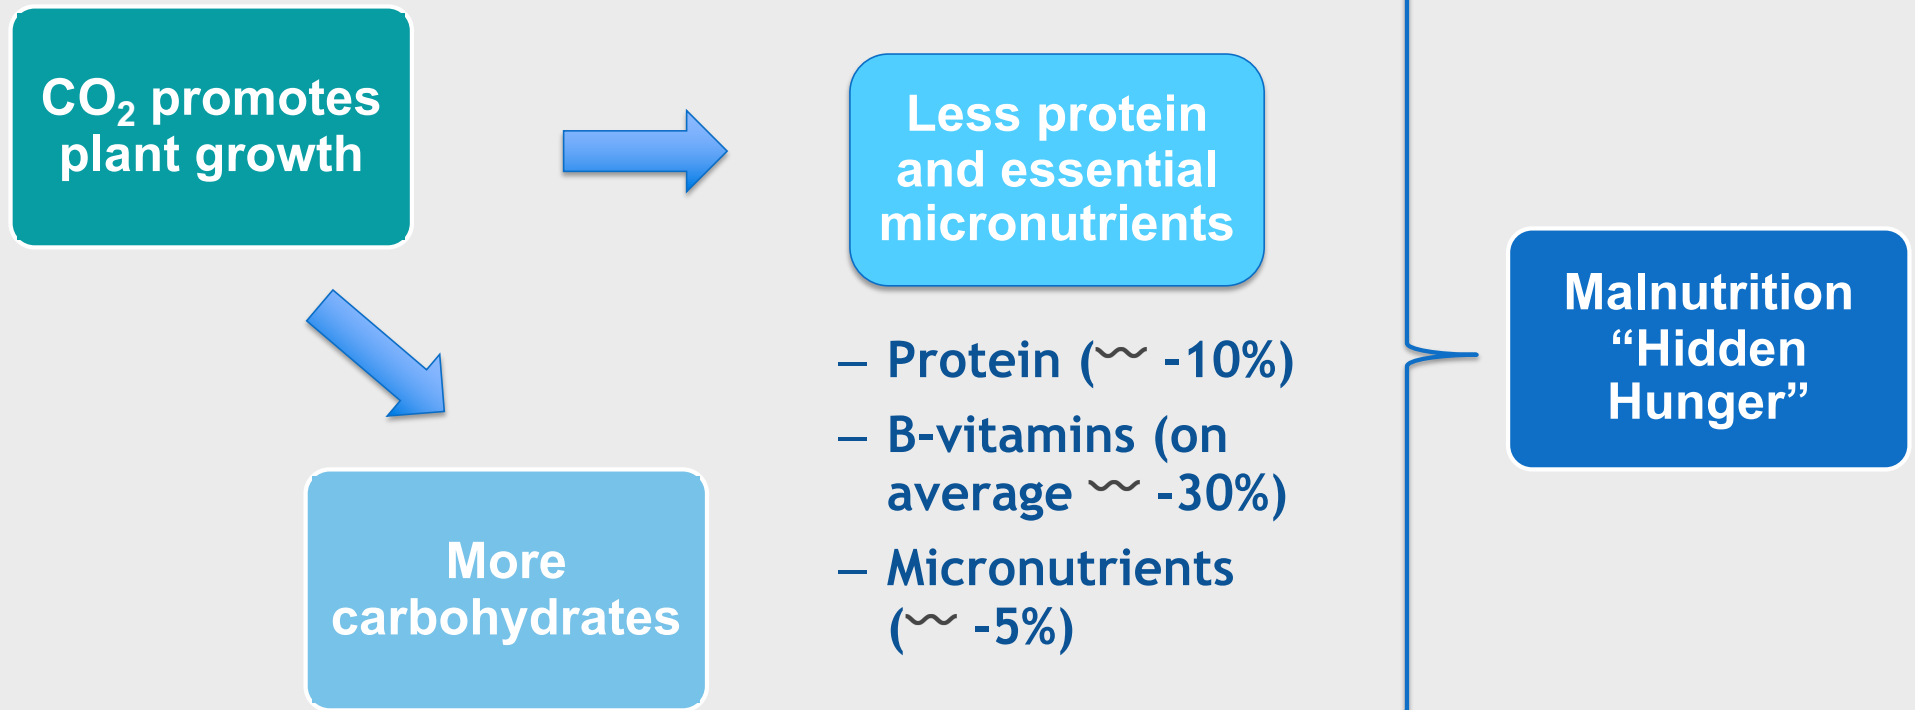 CO₂ promotes
plant growth
Less protein
and essential
micronutrients
– Protein (〰 -10%)
– B-vitamins (on
average 〰 -30%)
– Micronutrients
(〰 -5%)
More
carbohydrates
Malnutrition
“Hidden
Hunger”